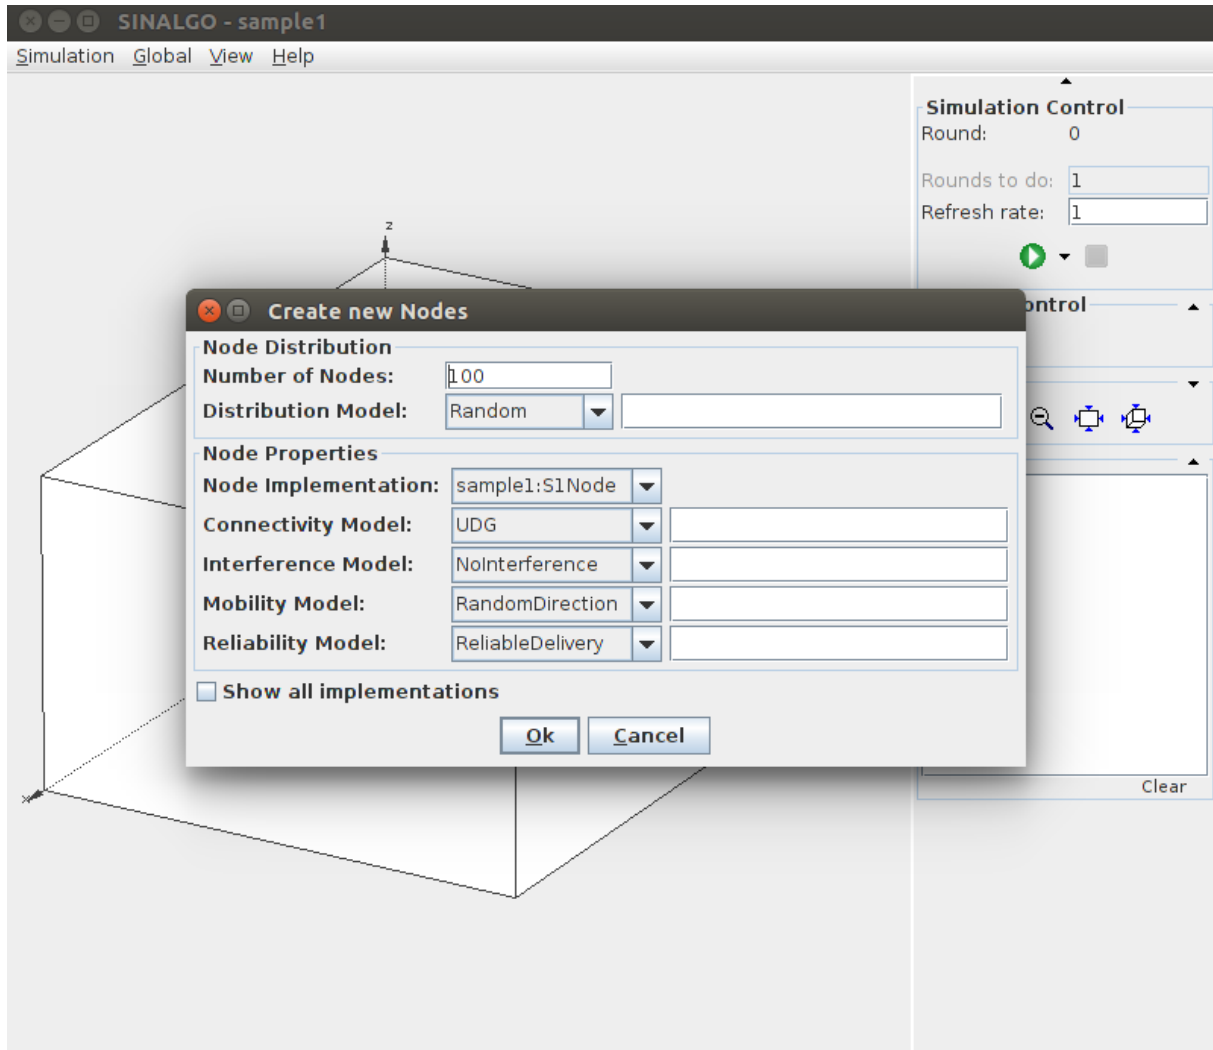 SINALGO - sample1
Simulation Global View Help
Simulation Control
Round: 0
Rounds to do: 1
Refresh rate: 1
z
Create new Nodes
ontrol
Node Distribution
Number of Nodes: 100
Distribution Model: Random
Node Properties
Node Implementation: sample1:S1Node
Connectivity Model: UDG
Interference Model: NoInterference
Mobility Model: RandomDirection
Reliability Model: ReliableDelivery
Show all implementations
Ok Cancel
Clear
x